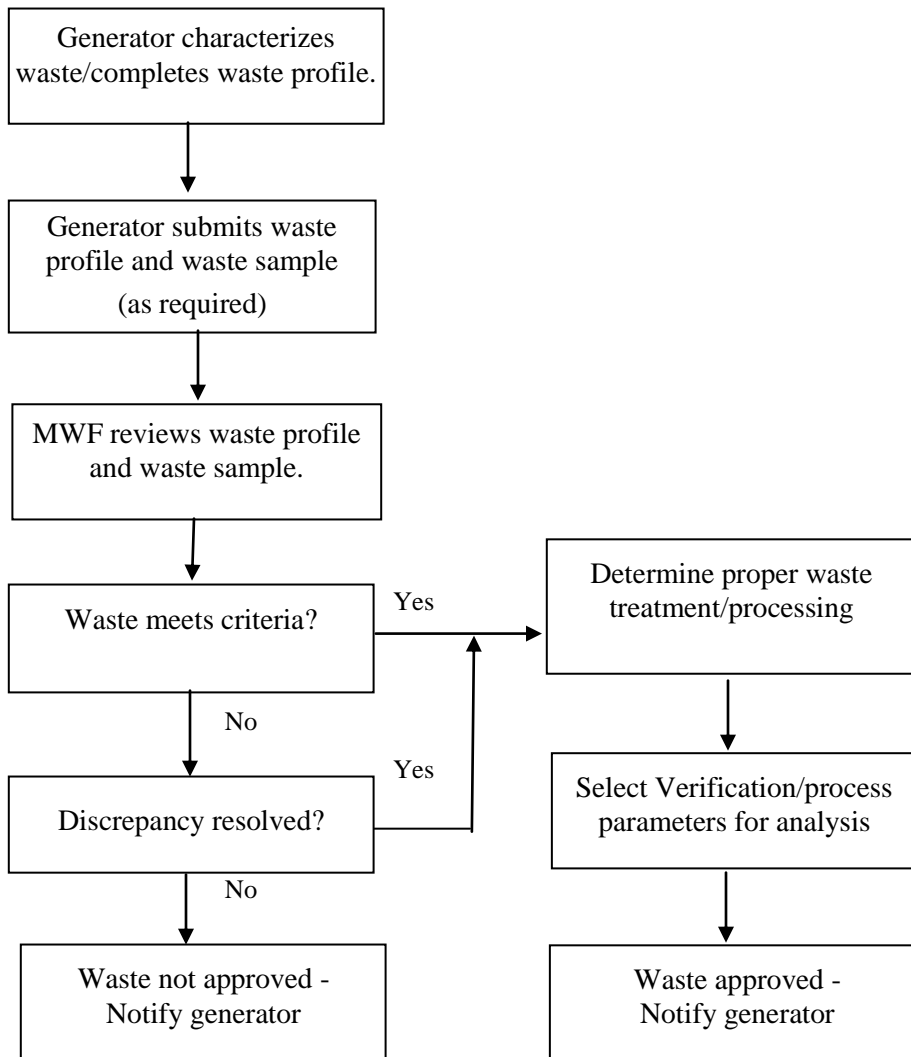 Generator characterizes
waste/completes waste profile.
Generator submits waste
profile and waste sample
(as required)
MWF reviews waste profile
and waste sample.
Waste meets criteria?
Yes
No
Discrepancy resolved?
Yes
No
Waste not approved -
Notify generator
Determine proper waste
treatment/processing
Select Verification/process
parameters for analysis
Waste approved -
Notify generator